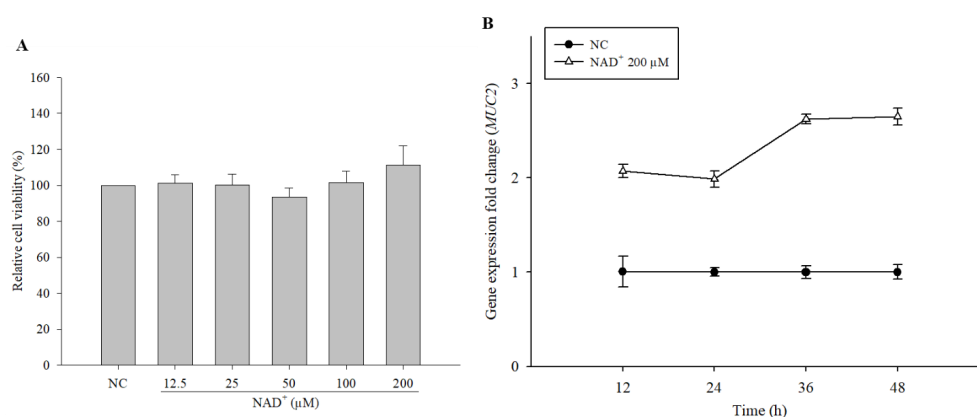 A
Relative cell viability (%)
160
140
120
100
80
60
40
20
0
NC 12.5 25 50 100 200
NAD⁺ (µM)
B
NC
NAD⁺ 200 µM
Gene expression fold change (MUC2)
3
2
1
0
12 24 36 48
Time (h)